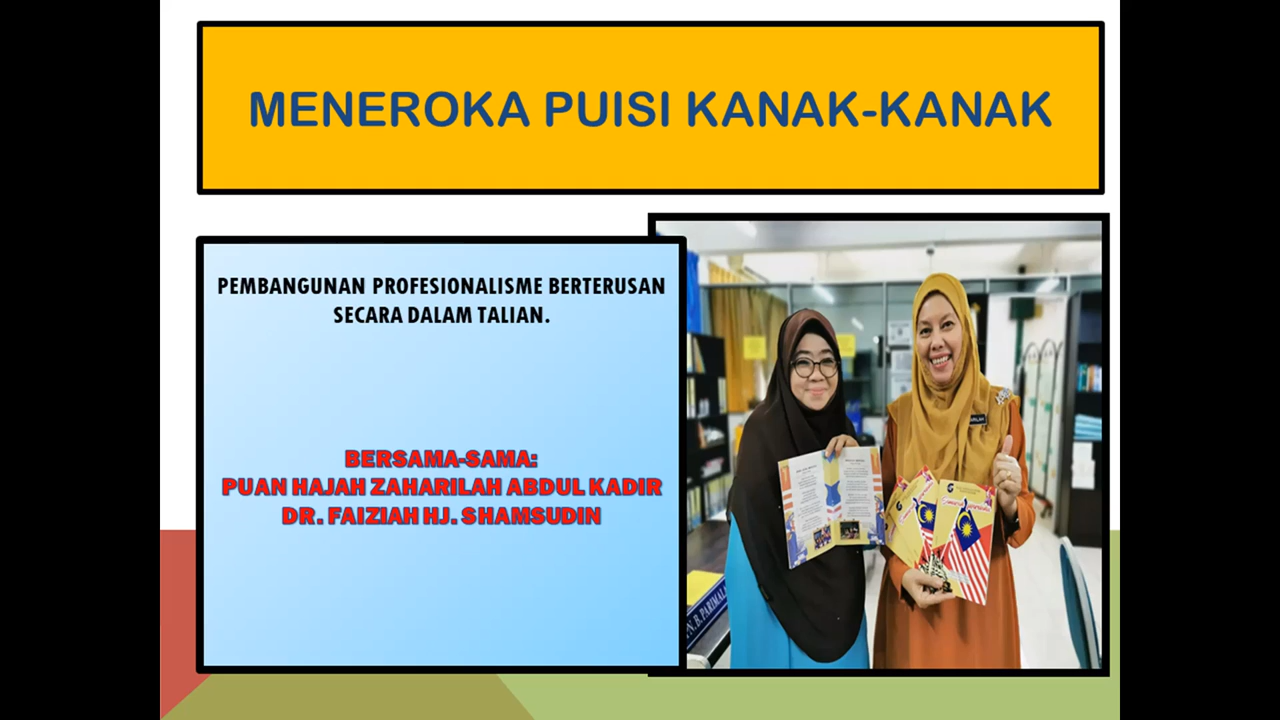 MENEROKA PUISI KANAK-KANAK
PEMBANGUNAN PROFESIONALISME BERTERUSAN
SECARA DALAM TALIAN.
BERSAMA-SAMA:
PUAN HAJAH ZAHARILAH ABDUL KADIR
DR. FAIZIAH HJ. SHAMSUDIN
N. B. PARIMAL